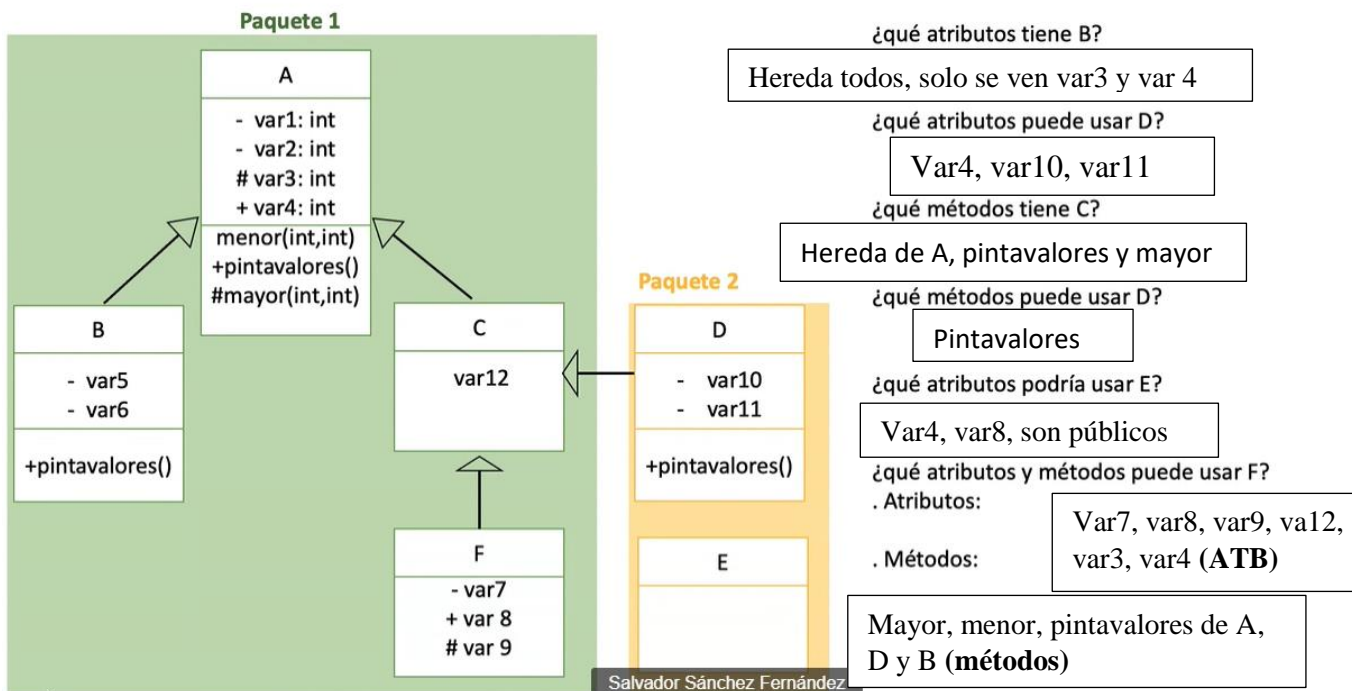 Paquete 1
A
- var1: int
- var2: int
# var3: int
+ var4: int
menor(int,int)
+pintavalores()
#mayor(int,int)
B
- var5
- var6
+pintavalores()
C
var12
F
- var7
+ var 8
# var 9
Paquete 2
D
- var10
- var11
+pintavalores()
E
¿qué atributos tiene B?
Hereda todos, solo se ven var3 y var 4
¿qué atributos puede usar D?
Var4, var10, var11
¿qué métodos tiene C?
Hereda de A, pintavalores y mayor
¿qué métodos puede usar D?
Pintavalores
¿qué atributos podría usar E?
Var4, var8, son públicos
¿qué atributos y métodos puede usar F?
. Atributos:
Var7, var8, var9, va12,
var3, var4 (ATB)
. Métodos:
Mayor, menor, pintavalores de A,
D y B (métodos)
Salvador Sánchez Fernández